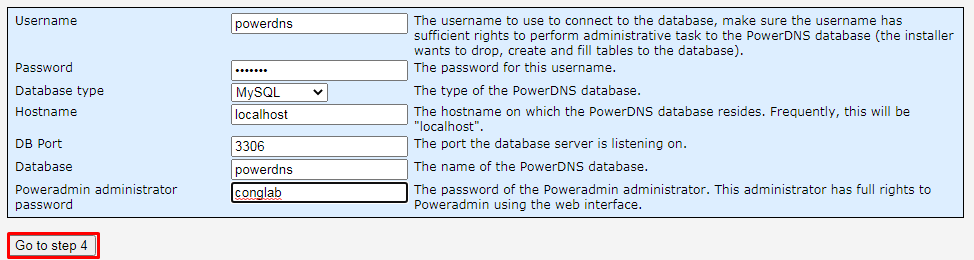 Username powerdns The username to use to connect to the database, make sure the username has
sufficient rights to perform administrative task to the PowerDNS database (the installer
wants to drop, create and fill tables to the database).
Password ••••••• The password for this username.
Database type MySQL The type of the PowerDNS database.
Hostname localhost The hostname on which the PowerDNS database resides. Frequently, this will be
"localhost".
DB Port 3306 The port the database server is listening on.
Database powerdns The name of the PowerDNS database.
Poweradmin administrator conglab The password of the Poweradmin administrator. This administrator has full rights to
password Poweradmin using the web interface.
Go to step 4